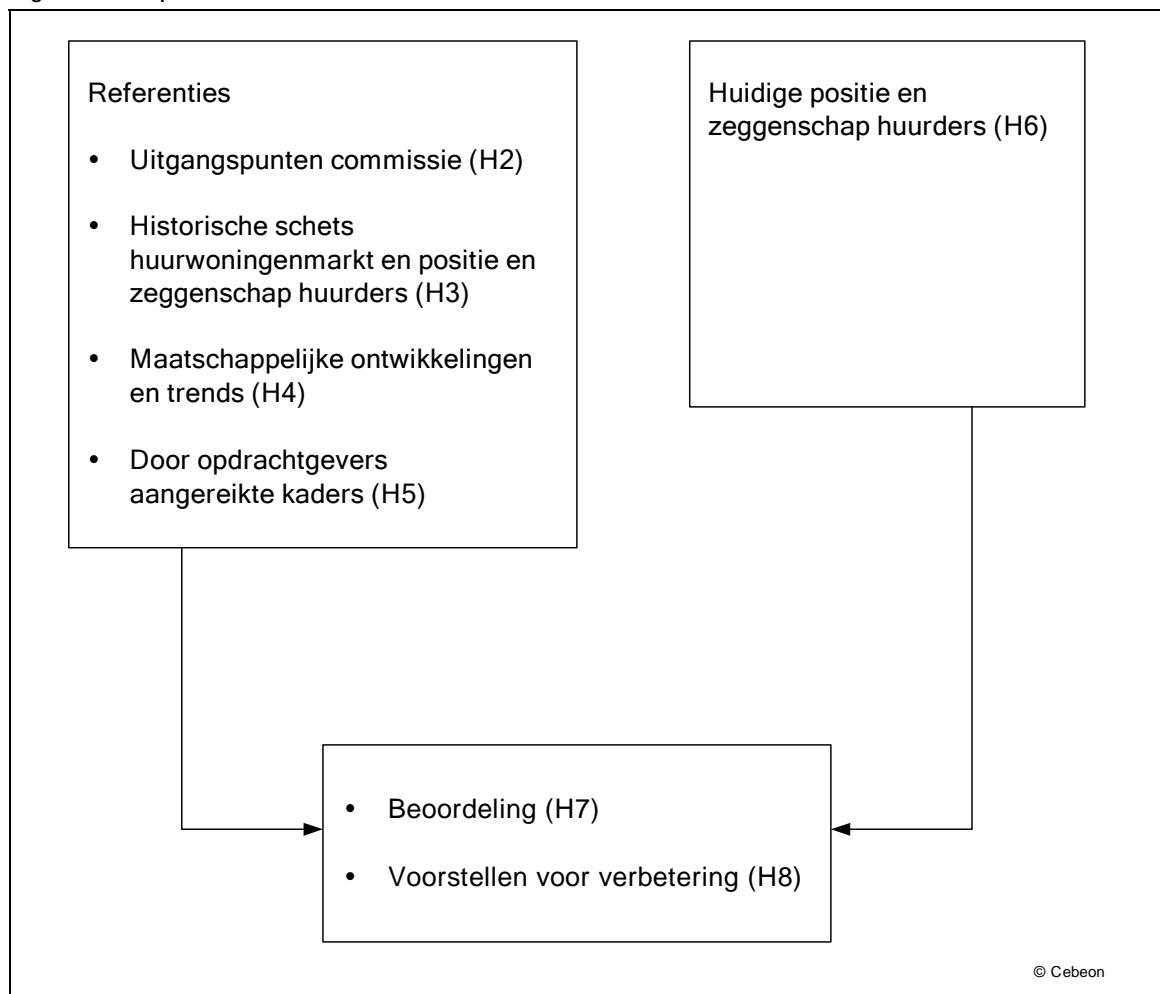 Referenties
• Uitgangspunten commissie (H2)
• Historische schets
huurwoningenmarkt en positie en
zeggenschap huurders (H3)
• Maatschappelijke ontwikkelingen
en trends (H4)
• Door opdrachtgevers
aangereikte kaders (H5)
Huidige positie en
zeggenschap huurders (H6)
• Beoordeling (H7)
• Voorstellen voor verbetering (H8)
© Cebeon